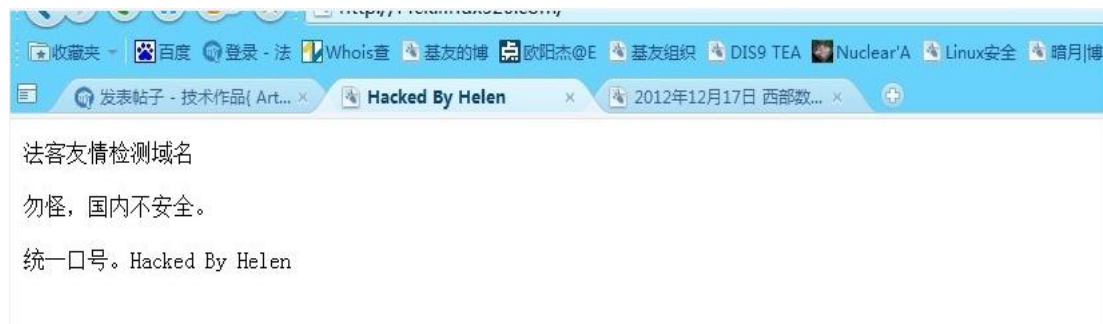 收藏夹 百度 登录 - 法 Whois查 基友的博 欧阳杰@E 基友组织 DIS9 TEA Nuclear'A Linux安全 暗月|博
发表帖子 - 技术作品( Art... × Hacked By Helen × 2012年12月17日 西部数... ×
法客友情检测域名
勿怪，国内不安全。
统一口号。Hacked By Helen